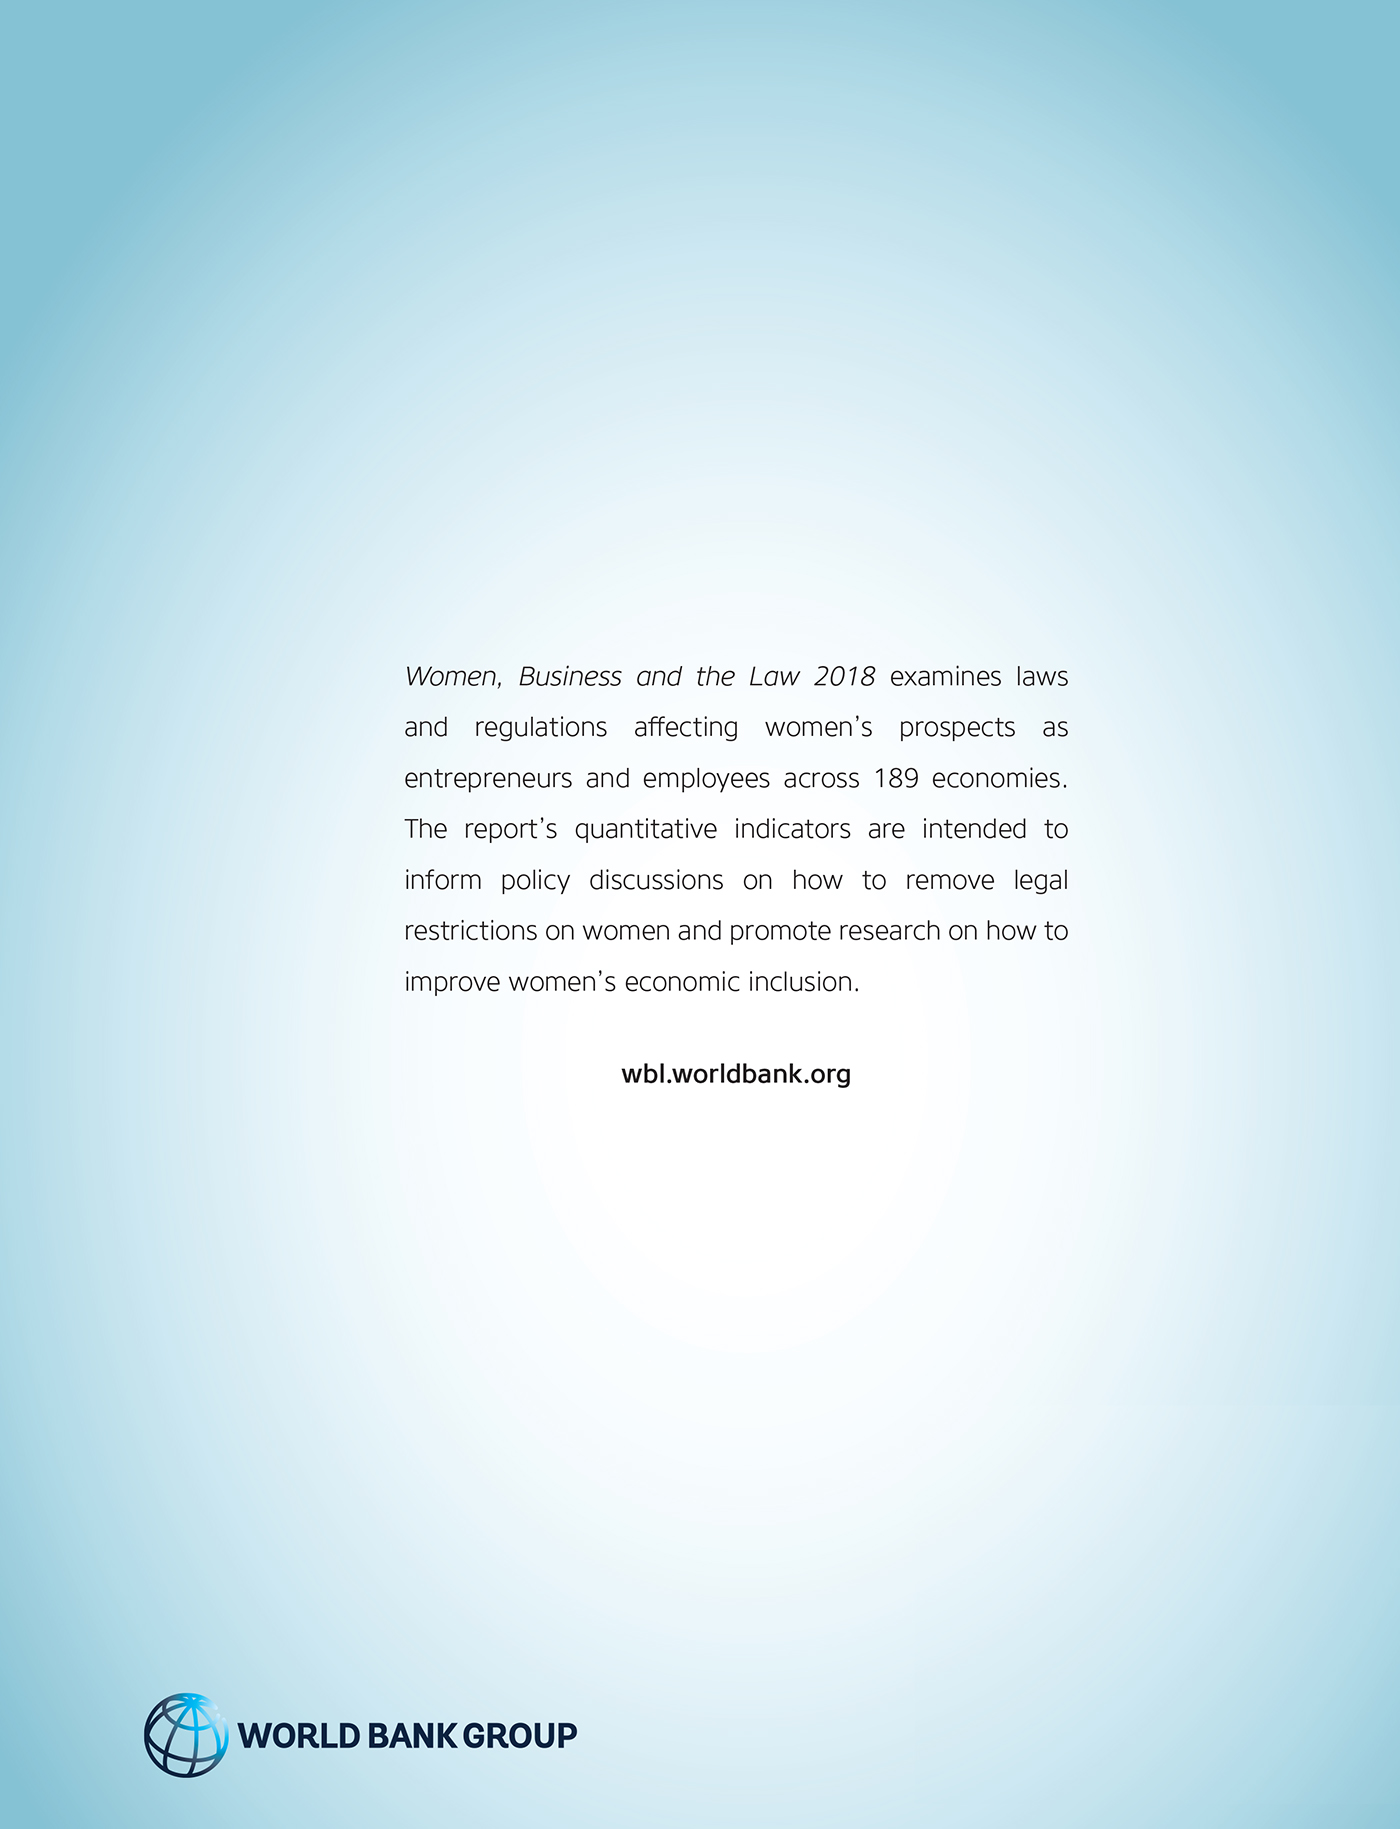 Women, Business and the Law 2018 examines laws
and regulations affecting women’s prospects as
entrepreneurs and employees across 189 economies.
The report’s quantitative indicators are intended to
inform policy discussions on how to remove legal
restrictions on women and promote research on how to
improve women’s economic inclusion.
wbl.worldbank.org
WORLD BANK GROUP